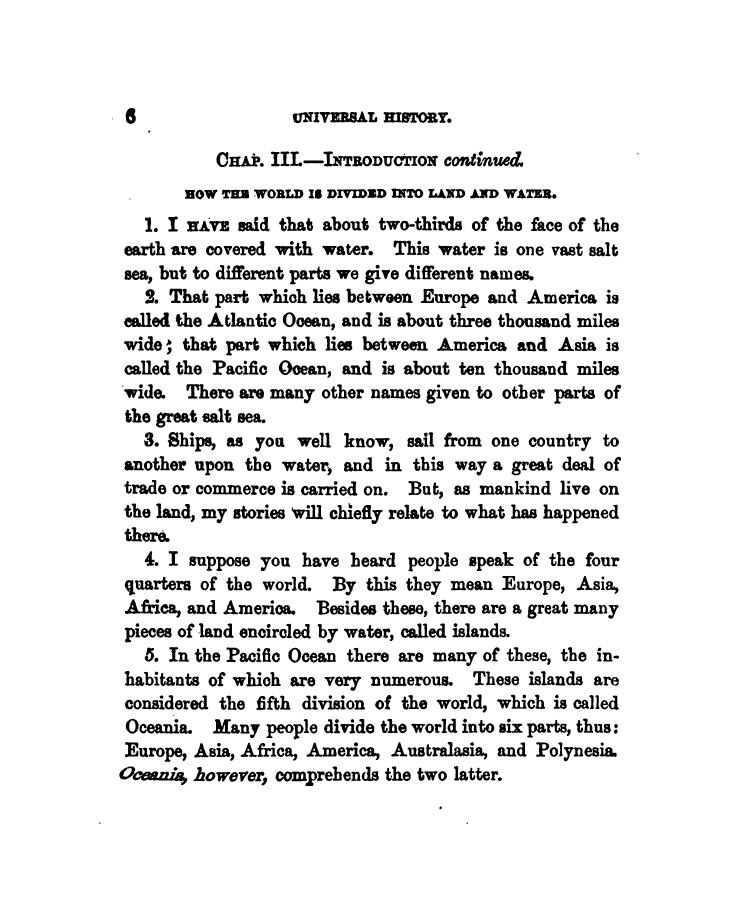 6 UNIVERSAL HISTORY.
CHAP. III.—INTRODUCTION continued.
HOW THE WORLD IS DIVIDED INTO LAND AND WATER.
1. I HAVE said that about two-thirds of the face of the
earth are covered with water. This water is one vast salt
sea, but to different parts we give different names.
2. That part which lies between Europe and America is
called the Atlantic Ocean, and is about three thousand miles
wide; that part which lies between America and Asia is
called the Pacific Ocean, and is about ten thousand miles
wide. There are many other names given to other parts of
the great salt sea.
3. Ships, as you well know, sail from one country to
another upon the water, and in this way a great deal of
trade or commerce is carried on. But, as mankind live on
the land, my stories will chiefly relate to what has happened
there.
4. I suppose you have heard people speak of the four
quarters of the world. By this they mean Europe, Asia,
Africa, and America. Besides these, there are a great many
pieces of land encircled by water, called islands.
5. In the Pacific Ocean there are many of these, the in-
habitants of which are very numerous. These islands are
considered the fifth division of the world, which is called
Oceania. Many people divide the world into six parts, thus:
Europe, Asia, Africa, America, Australasia, and Polynesia.
Oceania, however, comprehends the two latter.